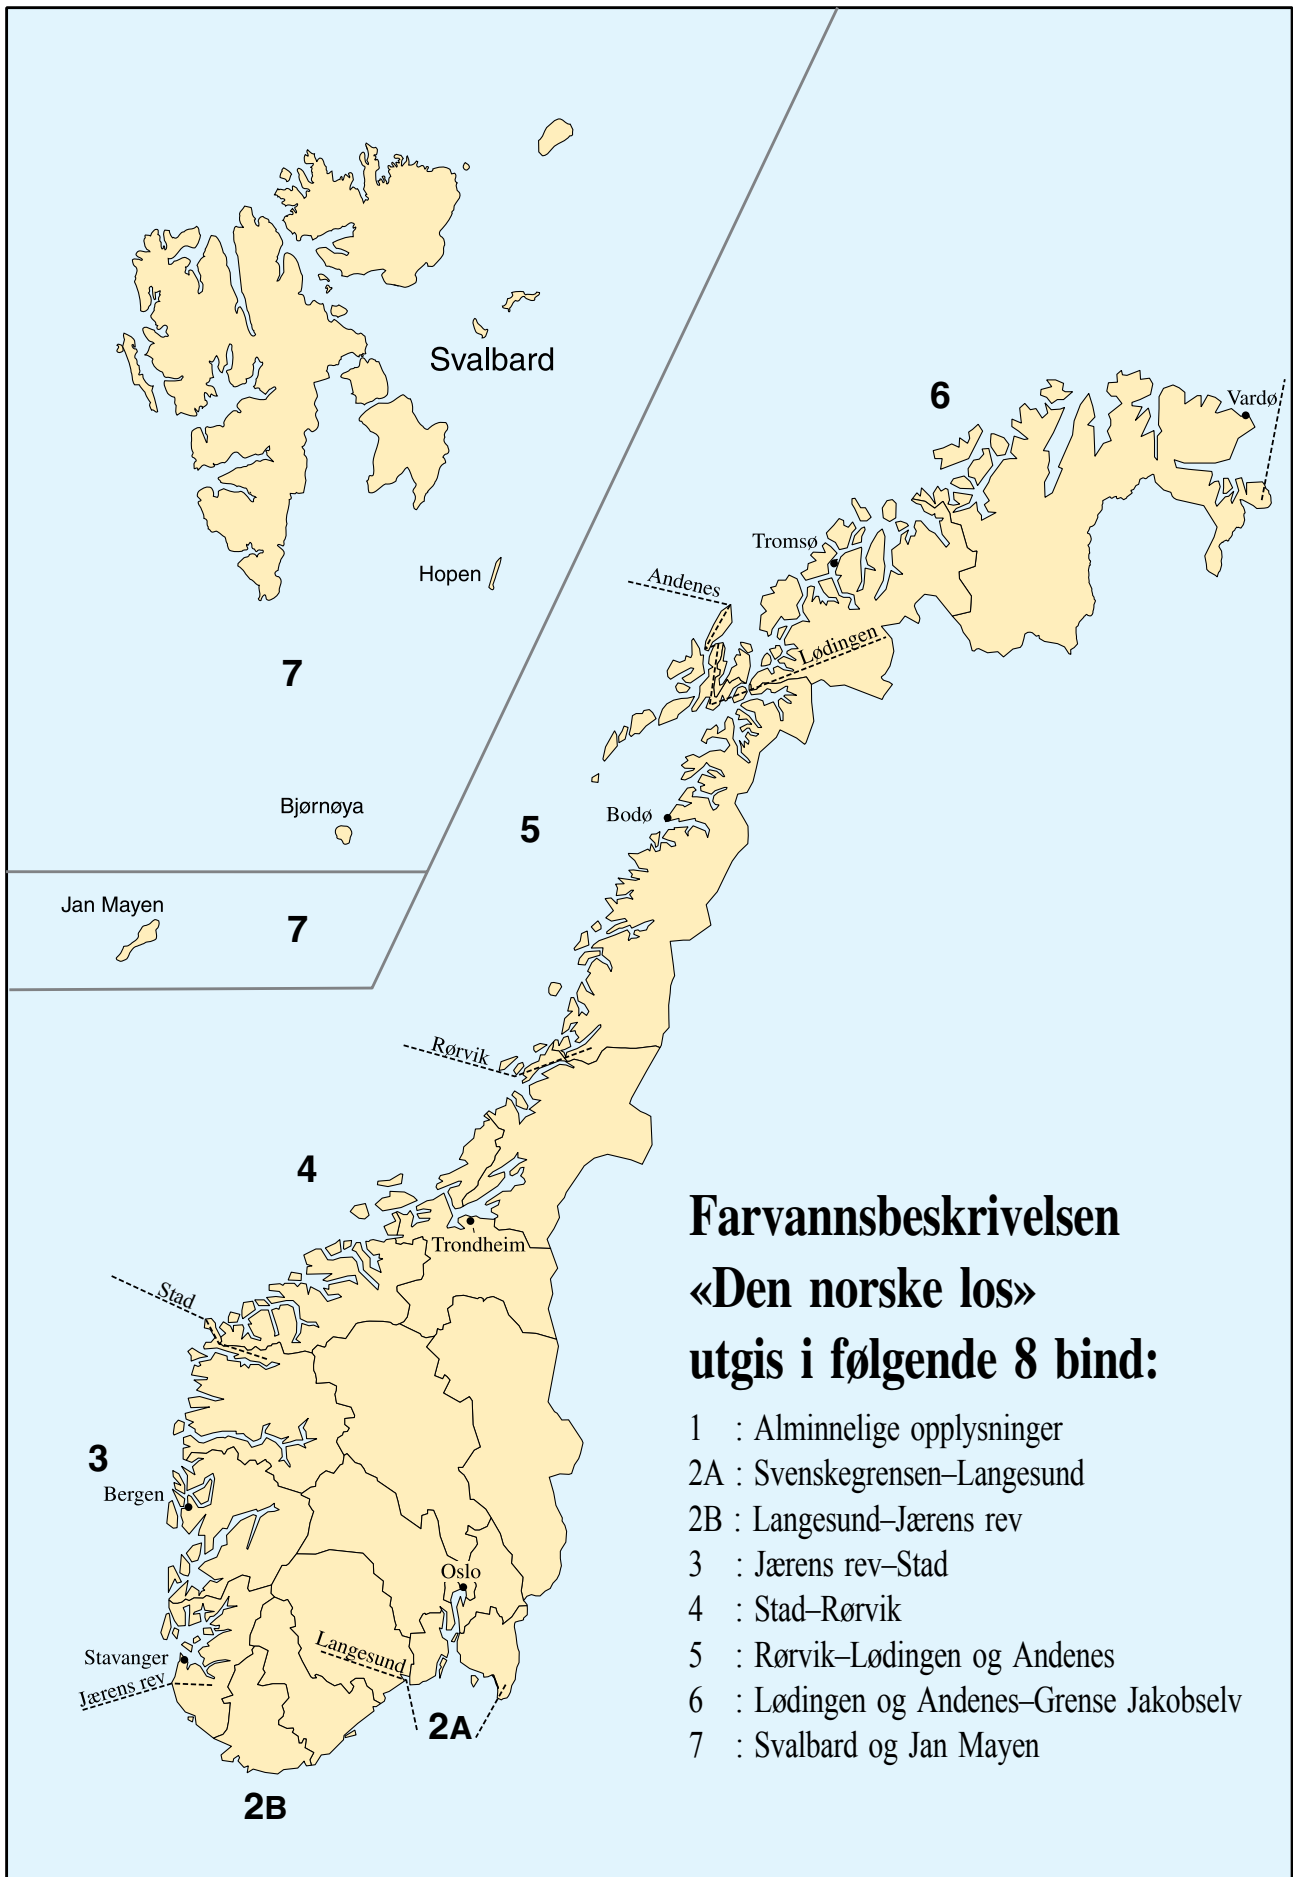 Svalbard
6
Vardø
Tromsø
Hopen
Andenes
Lødingen
7
Bjørnøya
5
Bodø
Jan Mayen
7
Rørvik
4
Trondheim
Stad
3
Bergen
Oslo
Stavanger
Langesund
Jærens rev
2A
2B
Farvannsbeskrivelsen
«Den norske los»
utgis i følgende 8 bind:
1 : Alminnelige opplysninger
2A : Svenskegrensen–Langesund
2B : Langesund–Jærens rev
3 : Jærens rev–Stad
4 : Stad–Rørvik
5 : Rørvik–Lødingen og Andenes
6 : Lødingen og Andenes–Grense Jakobselv
7 : Svalbard og Jan Mayen